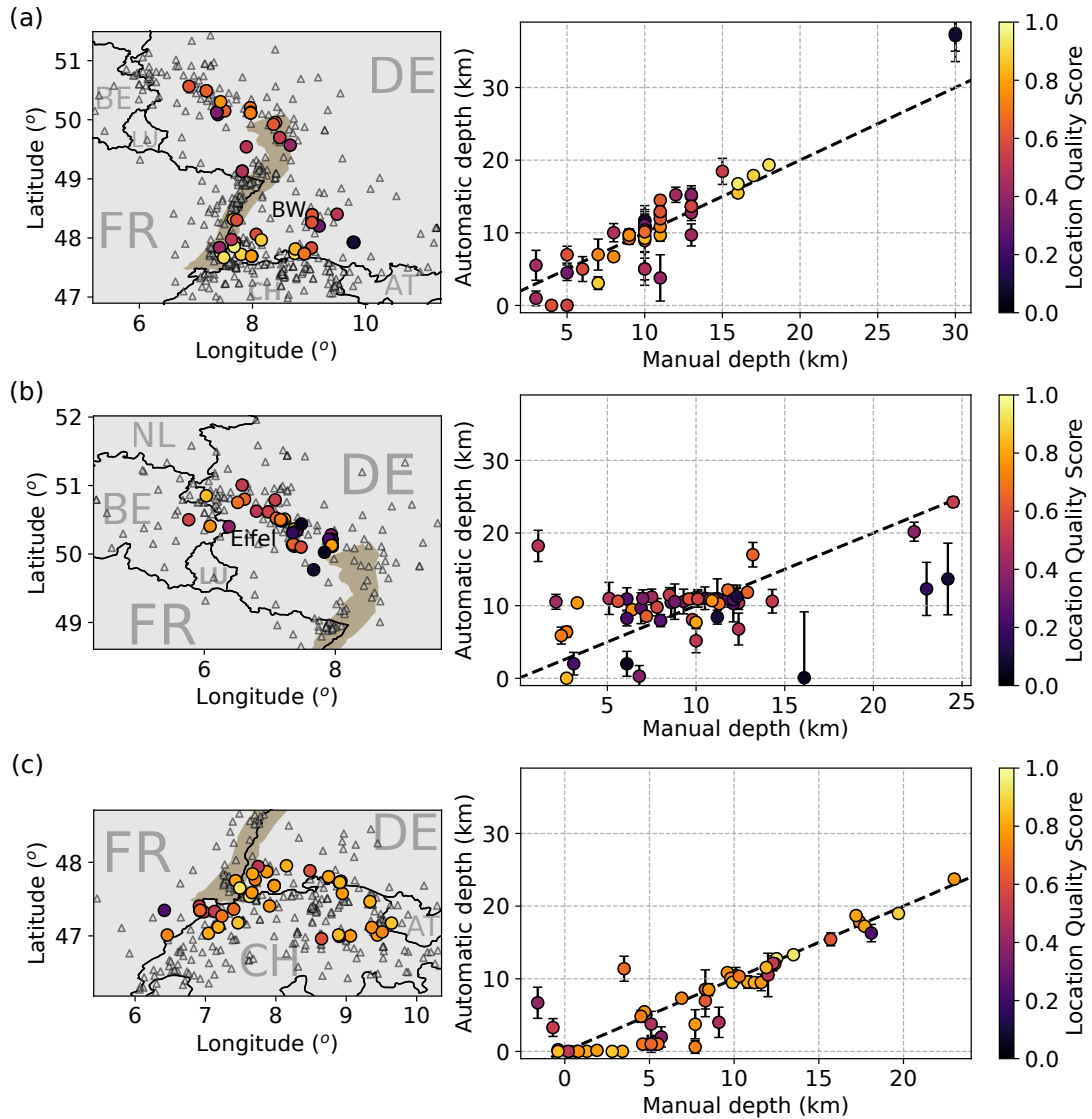 (a)
51
50
49
48
47
Latitude (°)
6
8
10
Longitude (°)
DE
BE
LU
FR
BW
CH
AT
30
20
10
0
Automatic depth (km)
5
10
15
20
25
30
Manual depth (km)
1.0
0.8
0.6
0.4
0.2
0.0
Location Quality Score
(b)
52
51
50
49
Latitude (°)
6
8
Longitude (°)
NL
DE
BE
Eifel
LU
FR
30
20
10
0
Automatic depth (km)
5
10
15
20
25
Manual depth (km)
1.0
0.8
0.6
0.4
0.2
0.0
Location Quality Score
(c)
48
47
Latitude (°)
5
6
7
8
9
10
Longitude (°)
FR
DE
CH
AT
30
20
10
0
Automatic depth (km)
0
5
10
15
20
Manual depth (km)
1.0
0.8
0.6
0.4
0.2
0.0
Location Quality Score